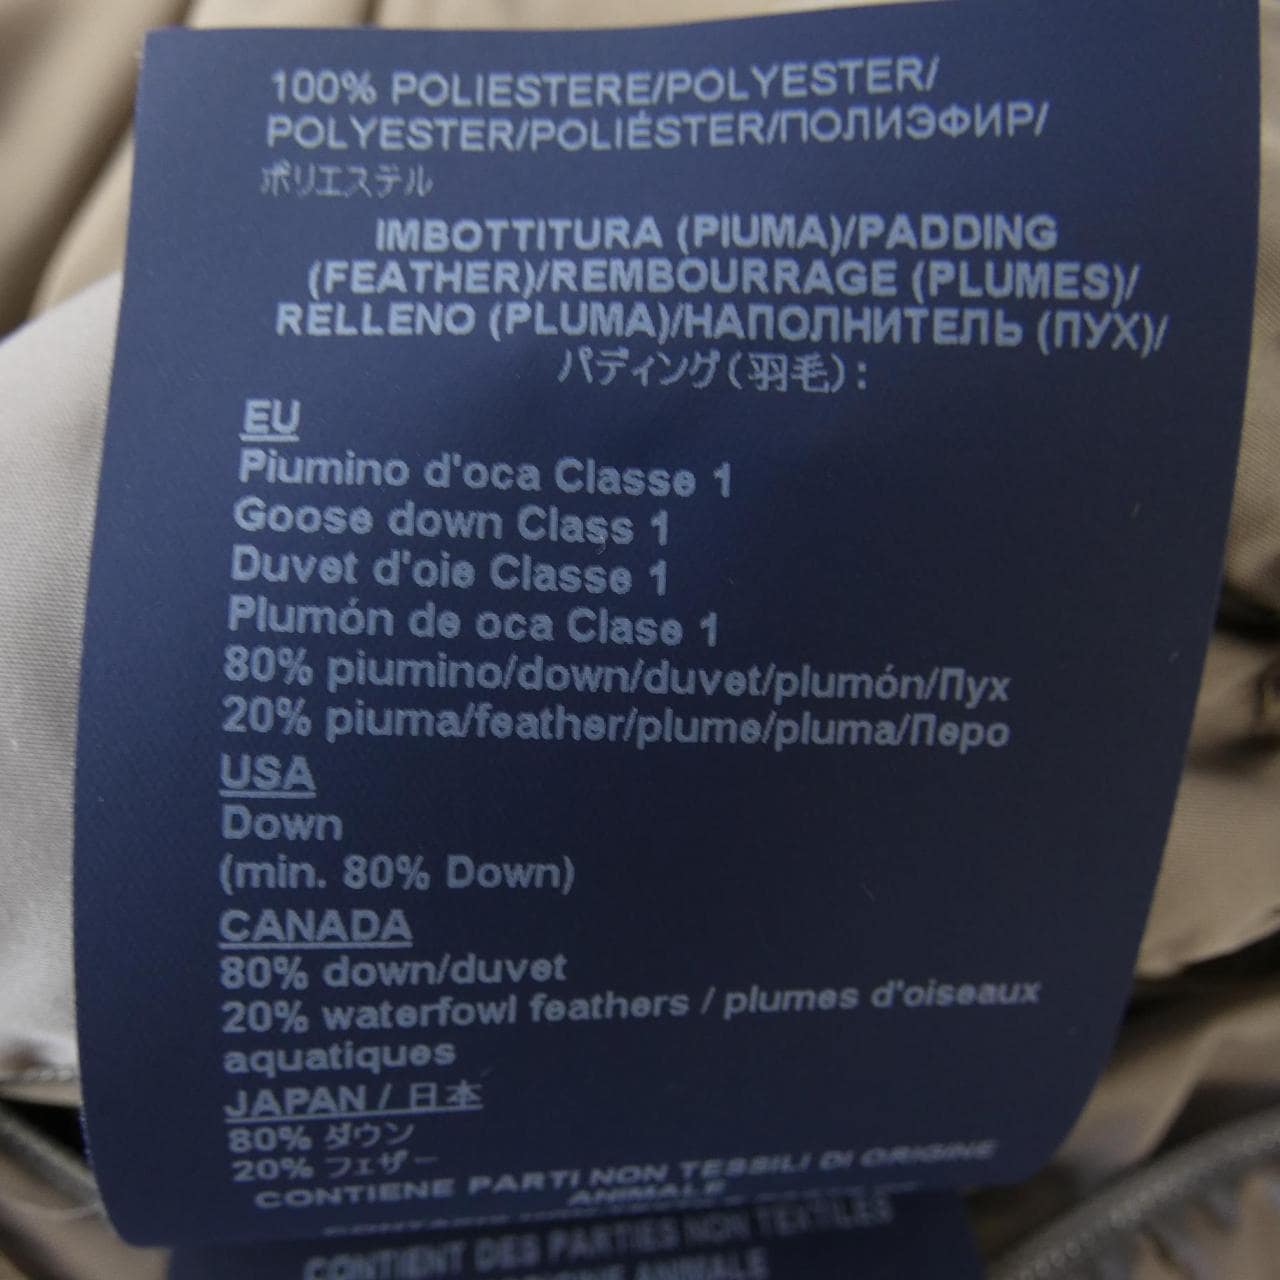 100% POLIESTERE/POLYESTER/
POLYESTER/POLIÉSTER/ПОЛИЭФИР/
ポリエステル
IMBOTTITURA (PIUMA)/PADDING
(FEATHER)/REMBOURRAGE (PLUMES)/
RELLENO (PLUMA)/НАПОЛНИТЕЛЬ (ПУХ)/
パディング(羽毛):
EU
Piumino d'oca Classe 1
Goose down Class 1
Duvet d'oie Classe 1
Plumón de oca Clase 1
80% piumino/down/duvet/plumón/Пух
20% piuma/feather/plume/pluma/Перо
USA
Down
(min. 80% Down)
CANADA
80% down/duvet
20% waterfowl feathers / plumes d'oiseaux
aquatiques
JAPAN / 日本
80% ダウン
20% フェザー
CONTIENE PARTI NON TESSILI DI ORIGINE
ANIMALE
CONTIENT DES PARTIES NON TEXTILES
ANIMALE